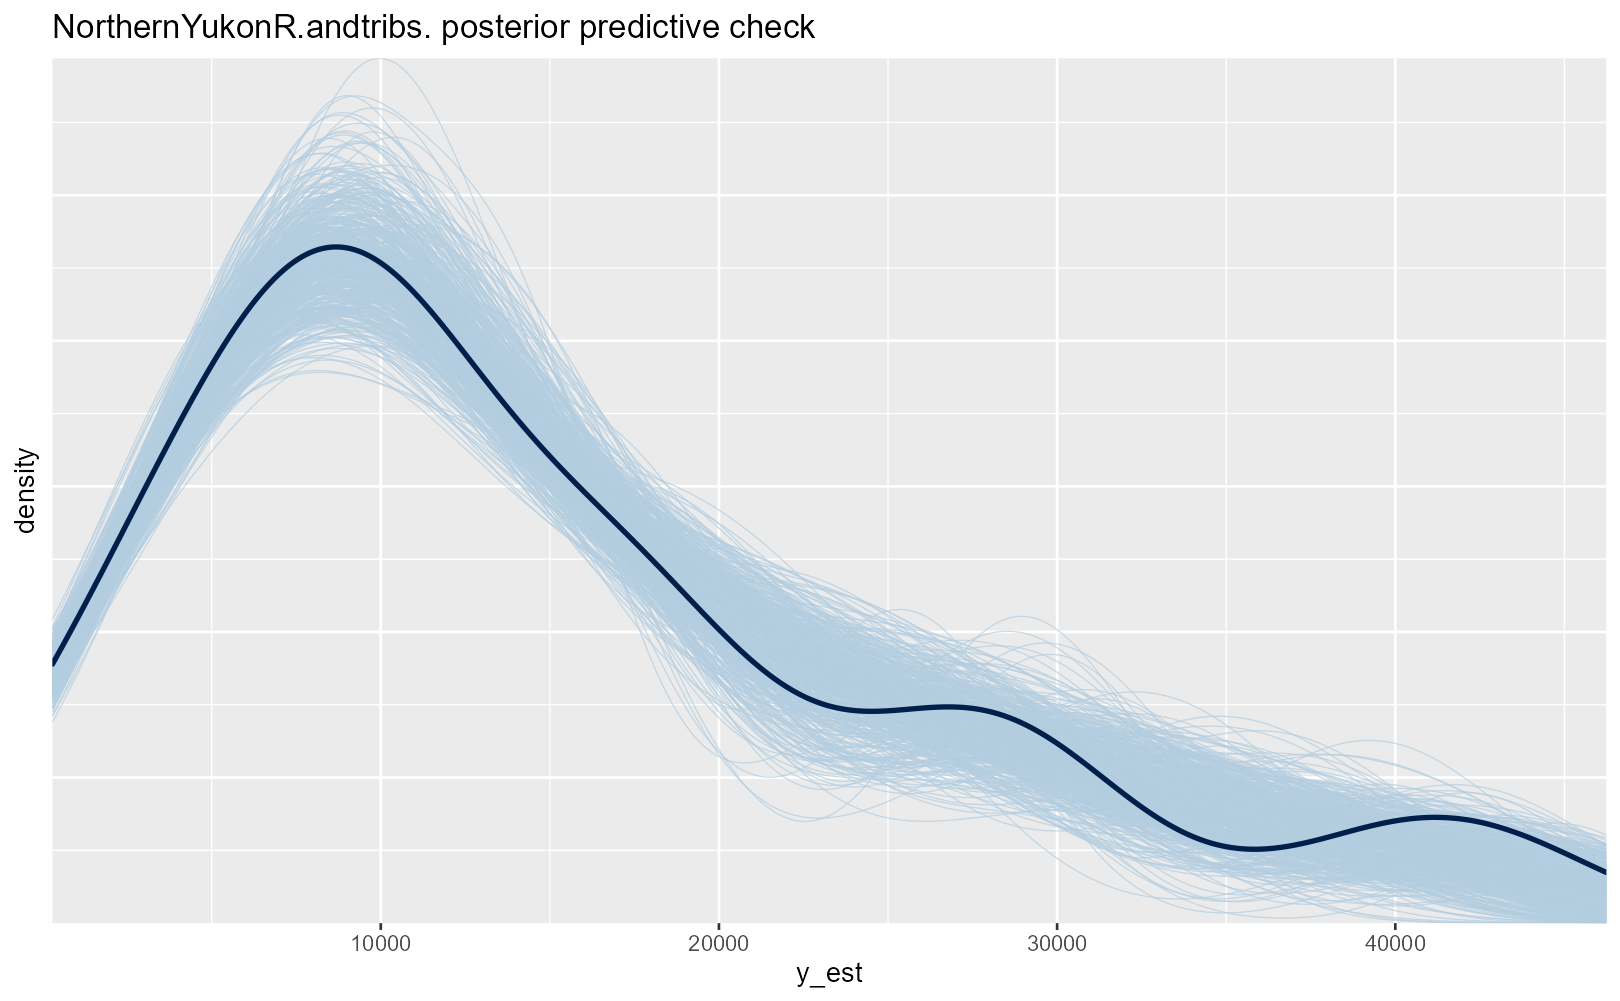 NorthernYukonR.andtribs. posterior predictive check
density
10000 20000 30000 40000
y_est